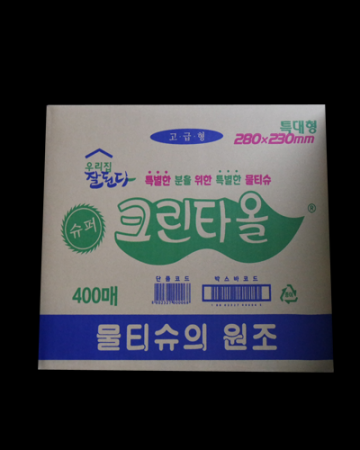 고·급·형
특대형
280×230mm
우리집
잘된다
특별한 분을 위한 특별한 물티슈
슈퍼
크린타올®
단품코드
박스바코드
400매
물티슈의 원조